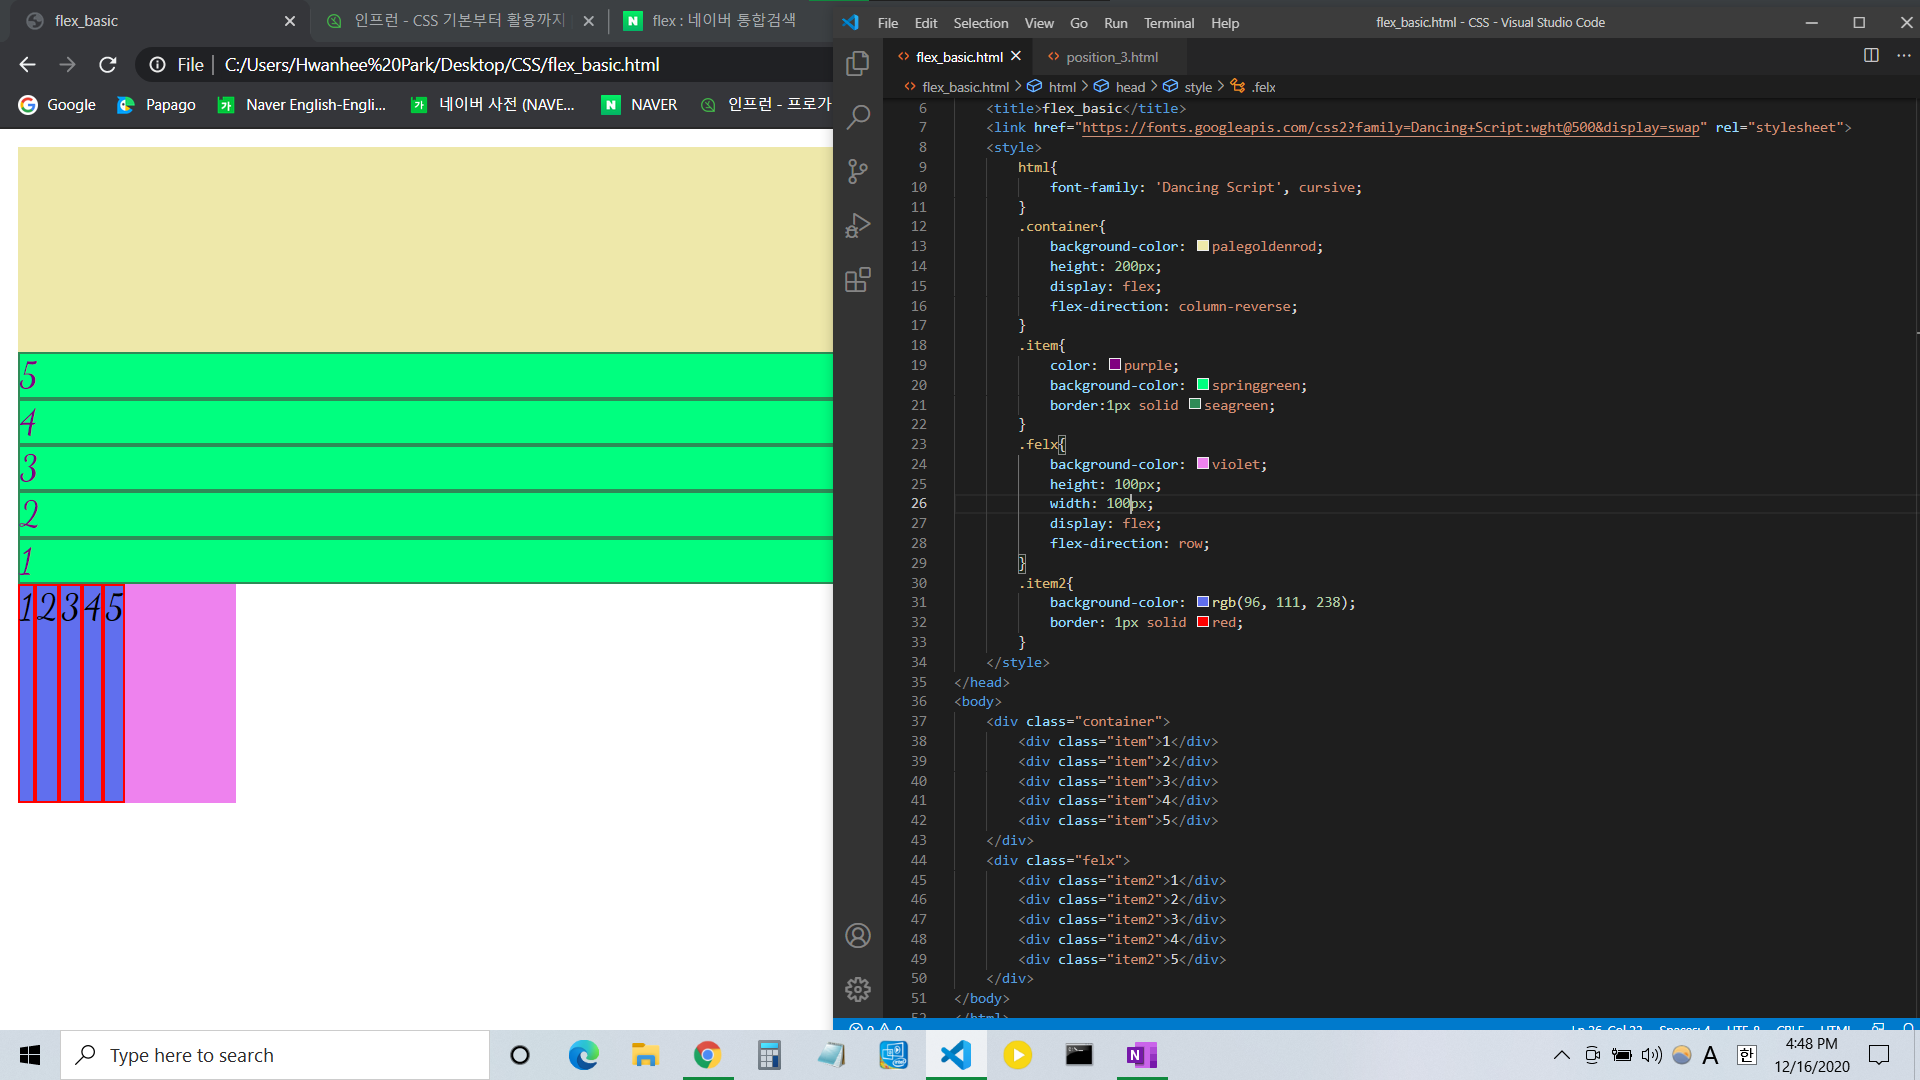 flex_basic
인프런 - CSS 기본부터 활용까지
N flex : 네이버 통합검색
File C:/Users/Hwanhee%20Park/Desktop/CSS/flex_basic.html
Google Papago Naver English-Engli... 네이버 사전 (NAVE... NAVER 인프런 - 프로가
5
4
3
2
1
1 2 3 4 5
File Edit Selection View Go Run Terminal Help flex_basic.html - CSS - Visual Studio Code
flex_basic.html position_3.html
flex_basic.html > html > head > style > .felx
6 <title>flex_basic</title>
7 <link href="https://fonts.googleapis.com/css2?family=Dancing+Script:wght@500&display=swap" rel="stylesheet">
8 <style>
9 html{
10 font-family: 'Dancing Script', cursive;
11 }
12 .container{
13 background-color: palegoldenrod;
14 height: 200px;
15 display: flex;
16 flex-direction: column-reverse;
17 }
18 .item{
19 color: purple;
20 background-color: springgreen;
21 border:1px solid seagreen;
22 }
23 .felx{
24 background-color: violet;
25 height: 100px;
26 width: 100px;
27 display: flex;
28 flex-direction: row;
29 }
30 .item2{
31 background-color: rgb(96, 111, 238);
32 border: 1px solid red;
33 }
34 </style>
35 </head>
36 <body>
37 <div class="container">
38 <div class="item">1</div>
39 <div class="item">2</div>
40 <div class="item">3</div>
41 <div class="item">4</div>
42 <div class="item">5</div>
43 </div>
44 <div class="felx">
45 <div class="item2">1</div>
46 <div class="item2">2</div>
47 <div class="item2">3</div>
48 <div class="item2">4</div>
49 <div class="item2">5</div>
50 </div>
51 </body>
52 </html>
0 0 Ln 26, Col 23 Spaces: 4 UTF-8 CRLF HTML
Type here to search
A 한
4:48 PM
12/16/2020